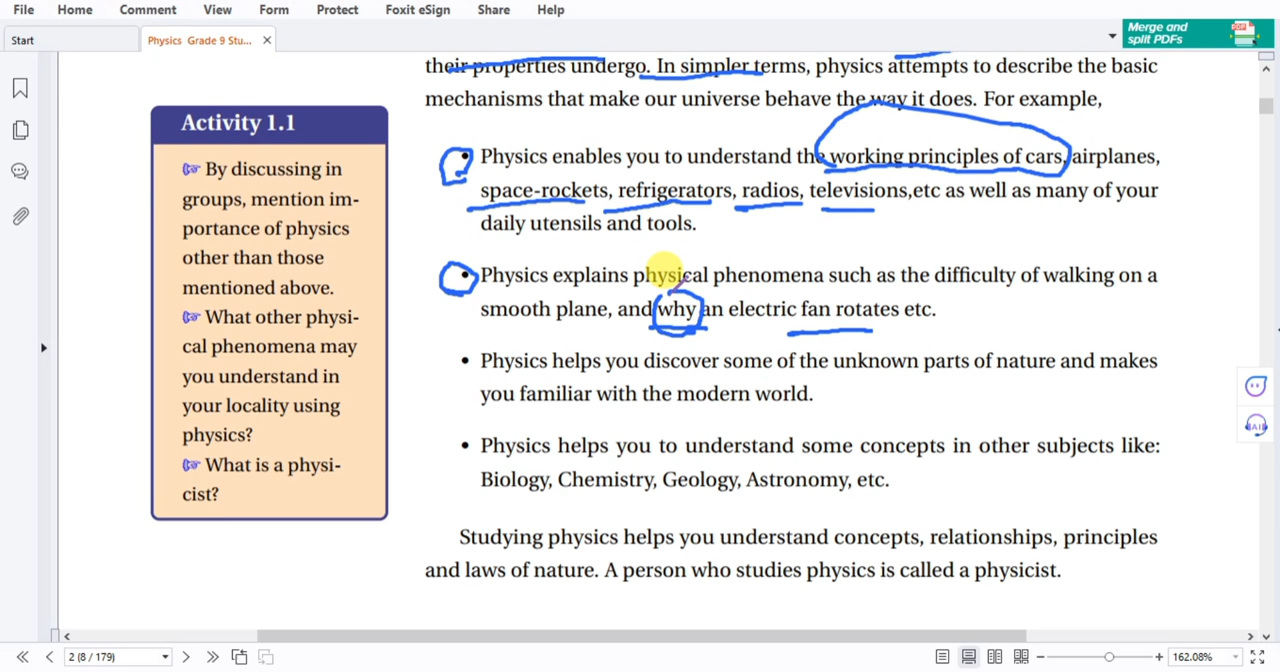 File Home Comment View Form Protect Foxit eSign Share Help
Start
Physics Grade 9 Stu...
Merge and
split PDFs
their properties undergo. In simpler terms, physics attempts to describe the basic
mechanisms that make our universe behave the way it does. For example,
Activity 1.1
By discussing in
groups, mention im-
portance of physics
other than those
mentioned above.
What other physi-
cal phenomena may
you understand in
your locality using
physics?
What is a physi-
cist?
• Physics enables you to understand the working principles of cars, airplanes,
space-rockets, refrigerators, radios, televisions,etc as well as many of your
daily utensils and tools.
• Physics explains physical phenomena such as the difficulty of walking on a
smooth plane, and why an electric fan rotates etc.
• Physics helps you discover some of the unknown parts of nature and makes
you familiar with the modern world.
• Physics helps you to understand some concepts in other subjects like:
Biology, Chemistry, Geology, Astronomy, etc.
Studying physics helps you understand concepts, relationships, principles
and laws of nature. A person who studies physics is called a physicist.
2 (8 / 179)
162.08%